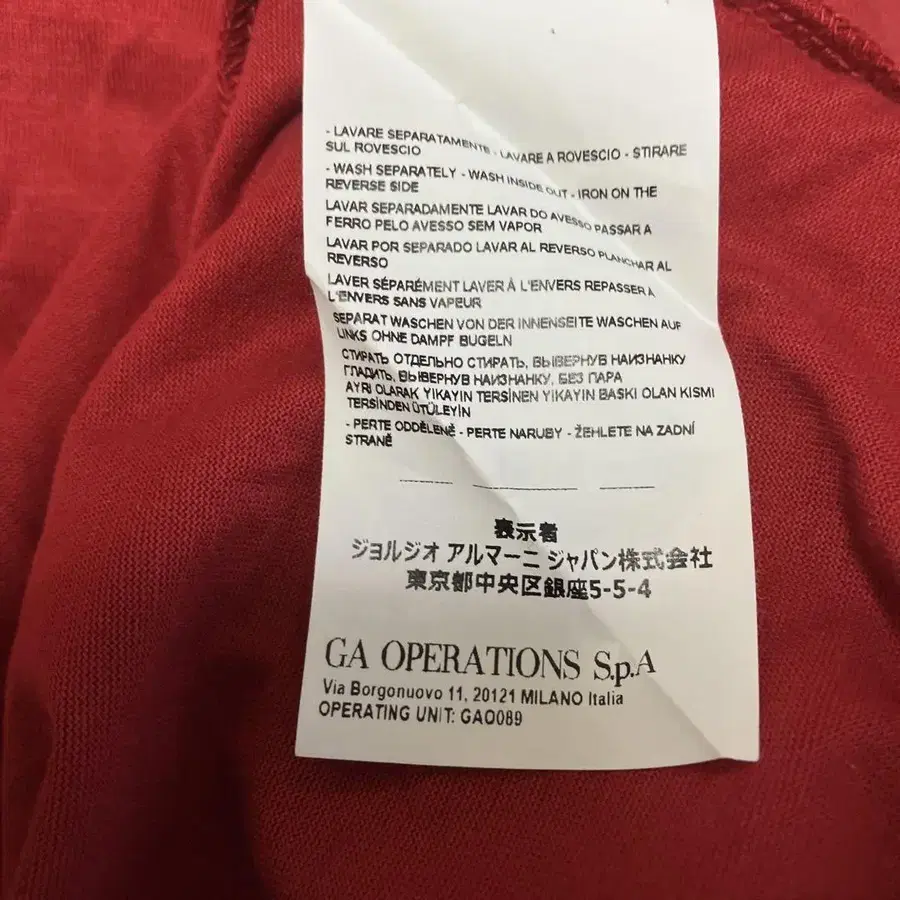 - LAVARE SEPARATAMENTE - LAVARE A ROVESCIO - STIRARE
SUL ROVESCIO
- WASH SEPARATELY - WASH INSIDE OUT - IRON ON THE
REVERSE SIDE
LAVAR SEPARADAMENTE LAVAR DO AVESSO PASSAR A
FERRO PELO AVESSO SEM VAPOR
LAVAR POR SEPARADO LAVAR AL REVERSO PLANCHAR AL
REVERSO
LAVER SÉPARÉMENT LAVER À L'ENVERS REPASSER A
L'ENVERS SANS VAPEUR
SEPARAT WASCHEN VON DER INNENSEITE WASCHEN AUF
LINKS OHNE DAMPF BUGELN
СТИРАТЬ ОТДЕЛЬНО СТИРАТЬ, ВЫВЕРНУВ НАИЗНАНКУ
ГЛАДИТЬ, ВЫВЕРНУВ НАИЗНАНКУ, БЕЗ ПАРА
AYRI OLARAK YIKAYIN TERSİNEN YIKAYIN BASKI OLAN KISMI
TERSİNDEN ÜTÜLEYİN
- PERTE ODDĚLENĚ - PERTE NARUBY - ŽEHLETE NA ZADNÍ
STRANĚ
表示者
ジョルジオ アルマーニ ジャパン株式会社
東京都中央区銀座5-5-4
GA OPERATIONS S.p.A
Via Borgonuovo 11, 20121 MILANO Italia
OPERATING UNIT: GAO089